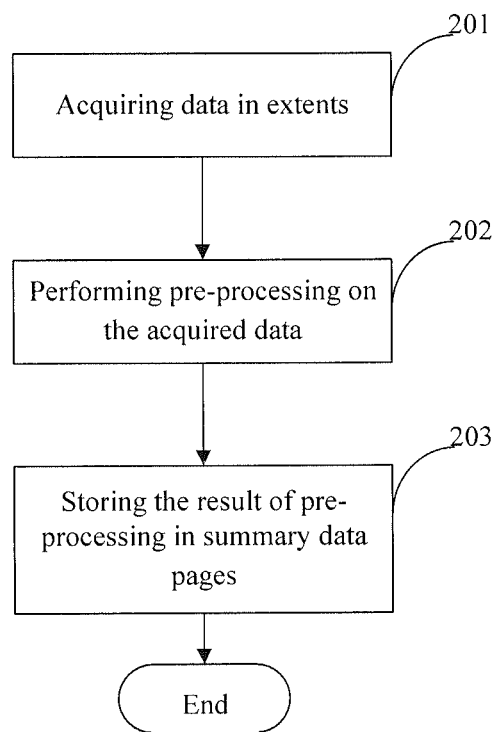 201
Acquiring data in extents
202
Performing pre-processing on
the acquired data
203
Storing the result of pre-
processing in summary data
pages
End